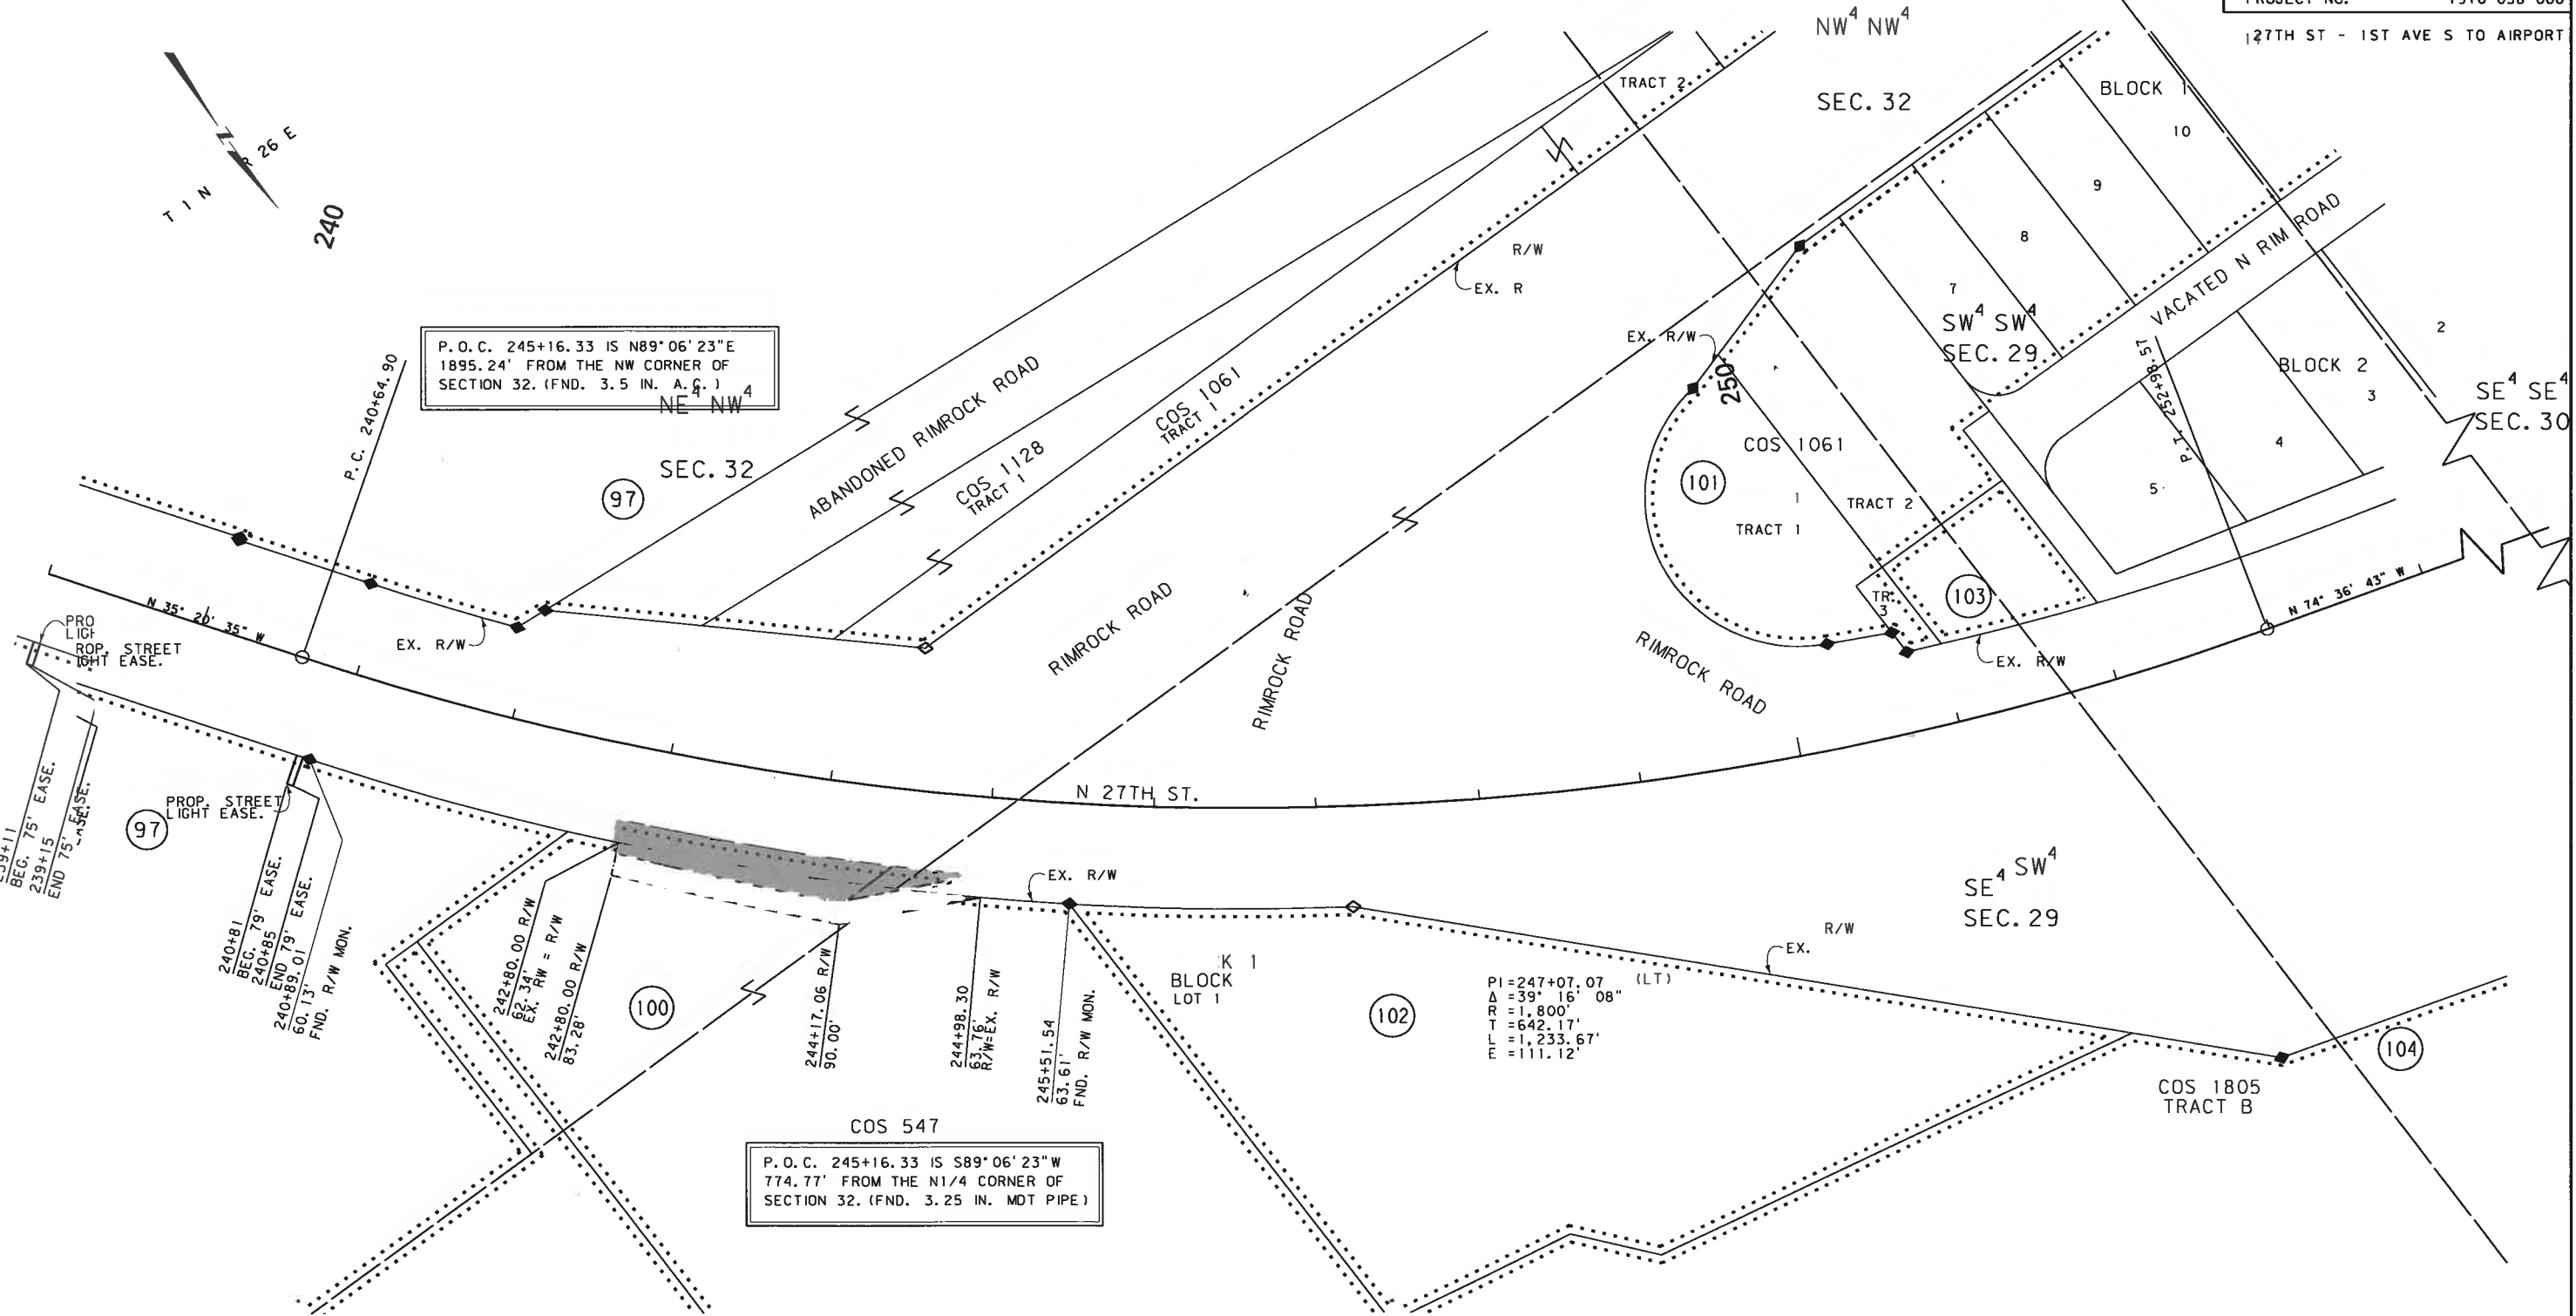 27TH ST - 1ST AVE S TO AIRPORT
NW⁴ NW⁴
SEC. 32
TRACT 2
BLOCK 1
10
9
8
7
R 26 E
T 1 N
240
P.C. 240+64.90
P.O.C. 245+16.33 IS N89°06'23"E
1895.24' FROM THE NW CORNER OF
SECTION 32. (FND. 3.5 IN. A.C.)
NE⁴ NW⁴
SEC. 32
97
ABANDONED RIMROCK ROAD
COS 1128
TRACT 1
COS 1061
TRACT 1
R/W
EX. R
EX. R/W
250
SW⁴ SW⁴
SEC. 29
VACATED N RIM ROAD
P.I. 252+98.57
BLOCK 2
2
3
4
5
SE⁴ SE⁴
SEC. 30
101
COS 1061
1
TRACT 1
TRACT 2
TR.
3
103
EX. R/W
N 74° 36' 43" W
N 35° 20' 35" W
EX. R/W
RIMROCK ROAD
RIMROCK ROAD
RIMROCK ROAD
N 27TH ST.
PRO
LIGH
ROP. STREET
IGHT EASE.
BEG. 75' EASE.
239+15
END 75' EASE.
97
PROP. STREET
LIGHT EASE.
240+81
BEG. 79' EASE.
240+85
END 79' EASE.
240+89.01
60.13'
FND. R/W MON.
242+80.00 R/W
62.34'
EX. RW = R/W
242+80.00 R/W
83.28'
100
244+17.06 R/W
90.00'
244+98.30
63.76'
R/W=EX. R/W
245+51.54
63.61'
FND. R/W MON.
EX. R/W
K 1
BLOCK
LOT 1
102
PI=247+07.07 (LT)
Δ =39° 16' 08"
R =1,800'
T =642.17'
L =1,233.67'
E =111.12'
R/W
EX.
SE⁴ SW⁴
SEC. 29
104
COS 1805
TRACT B
COS 547
P.O.C. 245+16.33 IS S89°06'23"W
774.77' FROM THE N1/4 CORNER OF
SECTION 32. (FND. 3.25 IN. MDT PIPE)